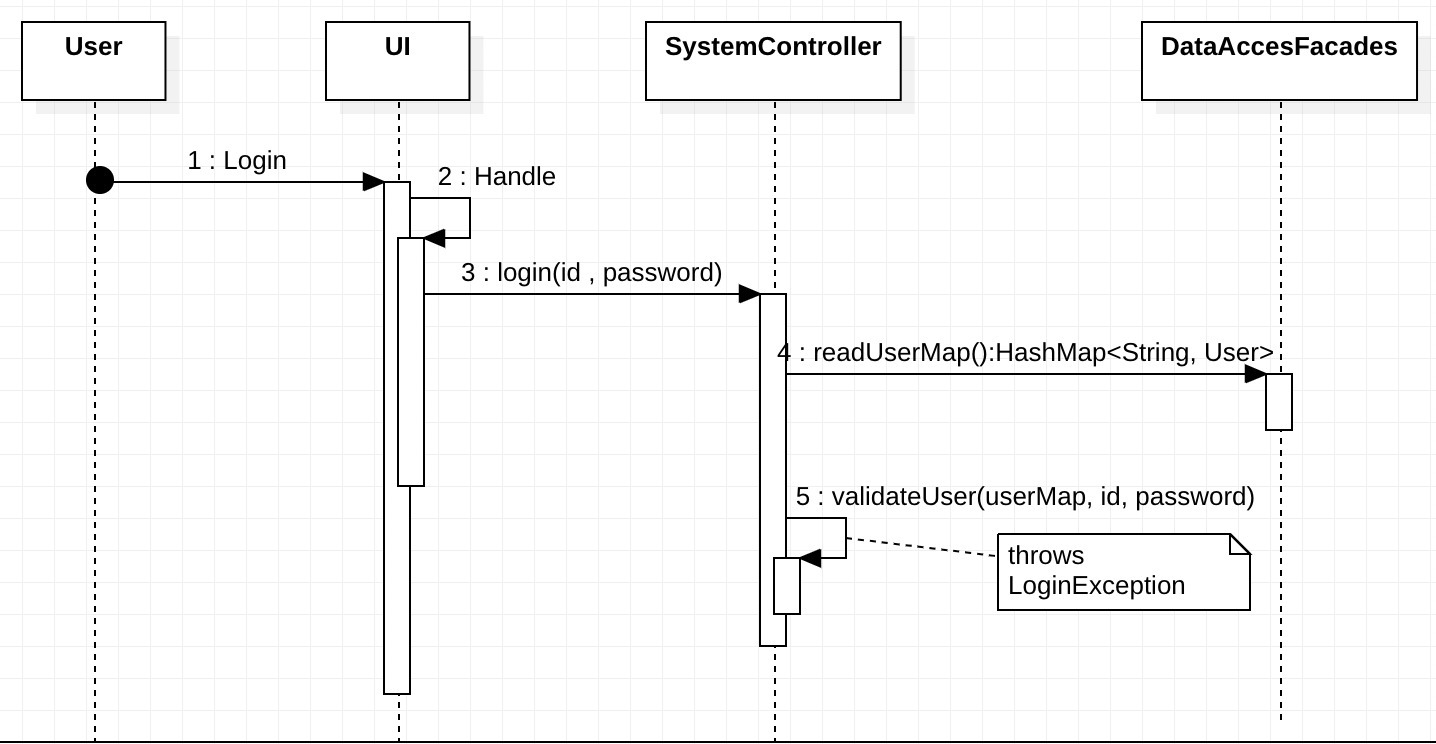 User
UI
SystemController
DataAccesFacades
1 : Login
2 : Handle
3 : login(id , password)
4 : readUserMap():HashMap<String, User>
5 : validateUser(userMap, id, password)
throws
LoginException